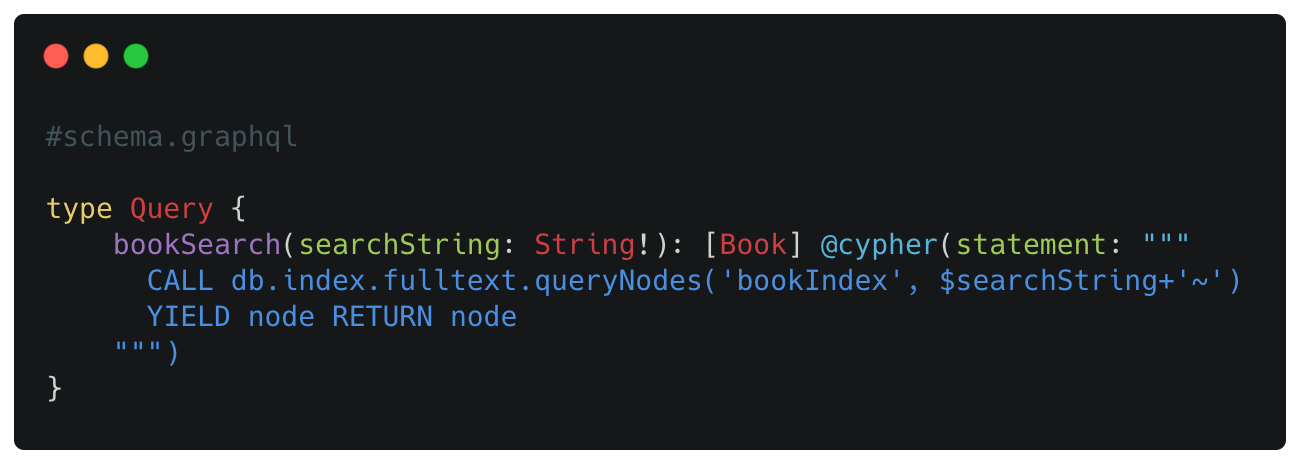 #schema.graphql
type Query {
    bookSearch(searchString: String!): [Book] @cypher(statement: """
      CALL db.index.fulltext.queryNodes('bookIndex', $searchString+'~')
      YIELD node RETURN node
    """)
}